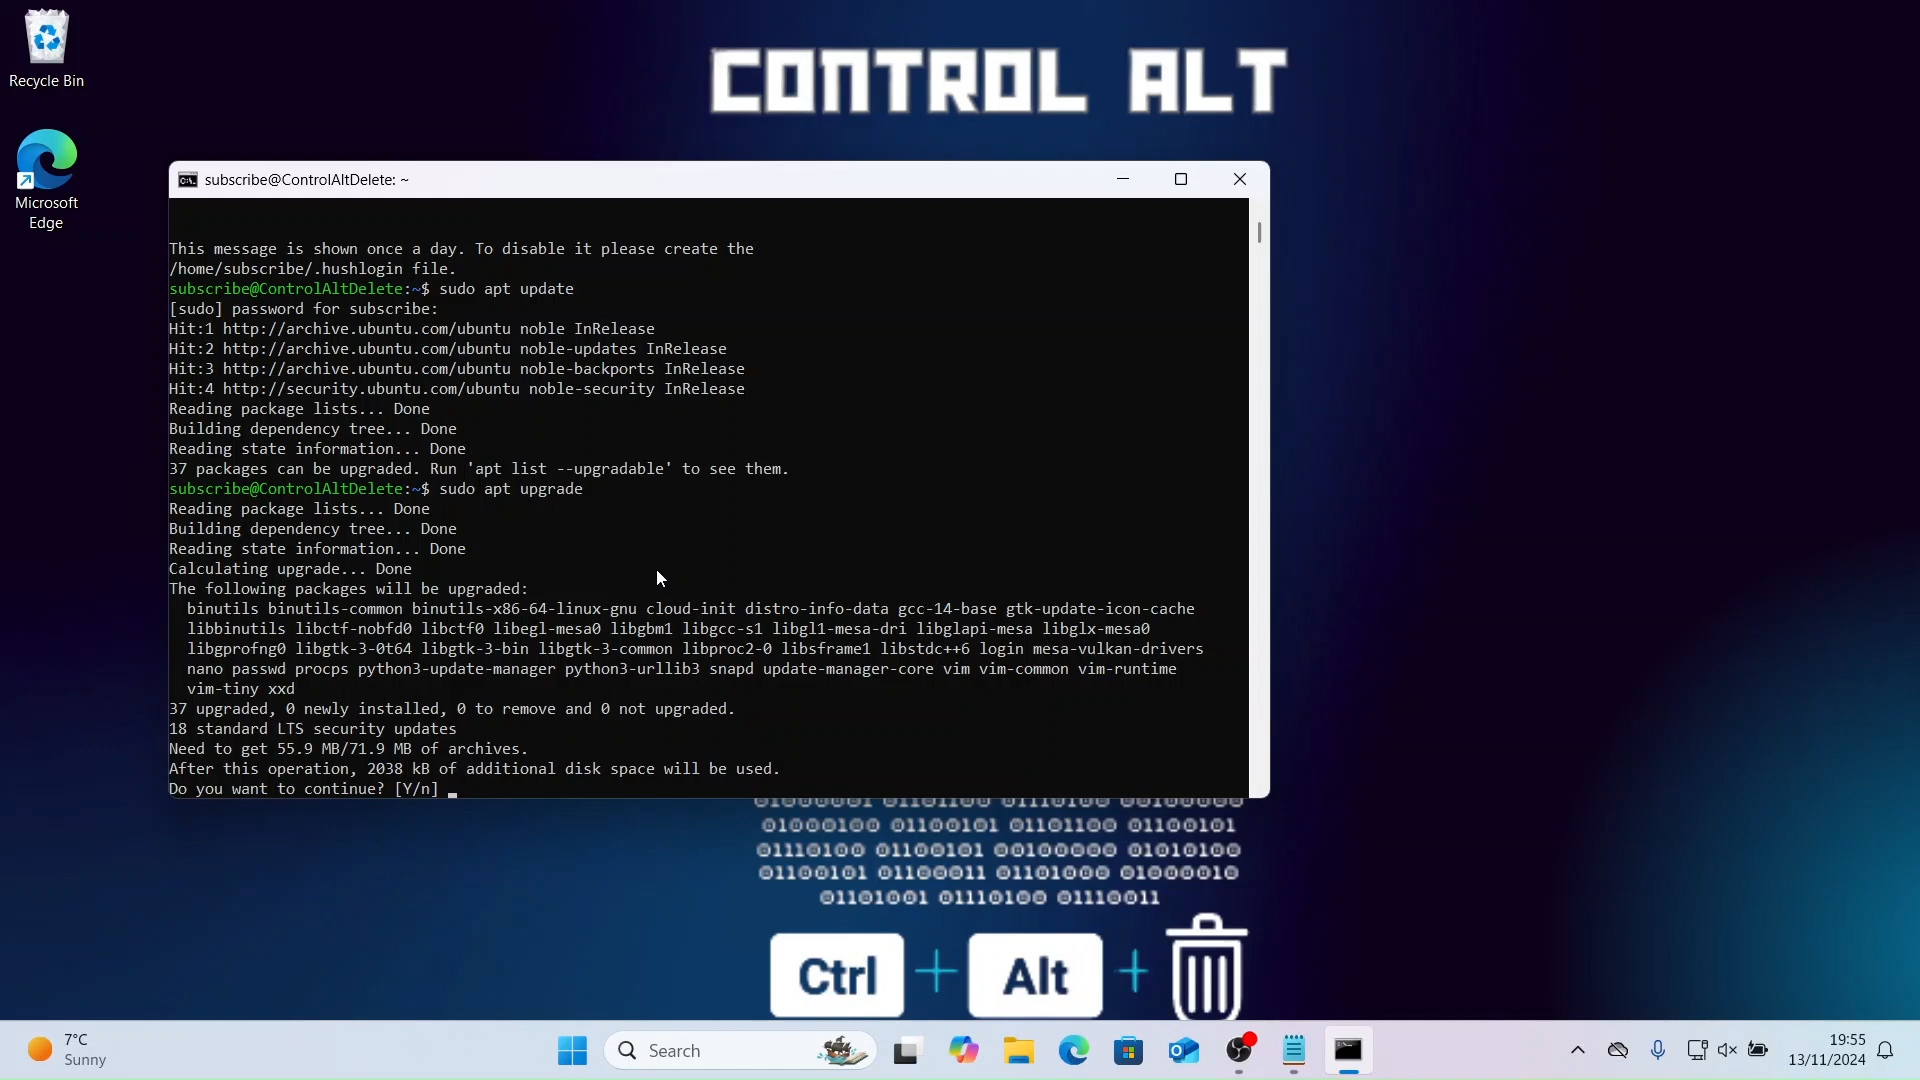 Recycle Bin
Microsoft
Edge
CONTROL ALT
subscribe@ControlAltDelete: ~
This message is shown once a day. To disable it please create the
/home/subscribe/.hushlogin file.
subscribe@ControlAltDelete:~$ sudo apt update
[sudo] password for subscribe:
Hit:1 http://archive.ubuntu.com/ubuntu noble InRelease
Hit:2 http://archive.ubuntu.com/ubuntu noble-updates InRelease
Hit:3 http://archive.ubuntu.com/ubuntu noble-backports InRelease
Hit:4 http://security.ubuntu.com/ubuntu noble-security InRelease
Reading package lists... Done
Building dependency tree... Done
Reading state information... Done
37 packages can be upgraded. Run 'apt list --upgradable' to see them.
subscribe@ControlAltDelete:~$ sudo apt upgrade
Reading package lists... Done
Building dependency tree... Done
Reading state information... Done
Calculating upgrade... Done
The following packages will be upgraded:
binutils binutils-common binutils-x86-64-linux-gnu cloud-init distro-info-data gcc-14-base gtk-update-icon-cache
libbinutils libctf-nobfd0 libctf0 libegl-mesa0 libgbm1 libgcc-s1 libgl1-mesa-dri libglapi-mesa libglx-mesa0
libgprofng0 libgtk-3-0t64 libgtk-3-bin libgtk-3-common libproc2-0 libsframe1 libstdc++6 login mesa-vulkan-drivers
nano passwd procps python3-update-manager python3-urllib3 snapd update-manager-core vim vim-common vim-runtime
vim-tiny xxd
37 upgraded, 0 newly installed, 0 to remove and 0 not upgraded.
18 standard LTS security updates
Need to get 55.9 MB/71.9 MB of archives.
After this operation, 2038 kB of additional disk space will be used.
Do you want to continue? [Y/n]
01000100 01100101 01101100 01100101
01110100 01100101 00100000 01010100
01100101 01100011 01101000 01000010
01101001 01110100 01110011
Ctrl + Alt +
7°C
Sunny
Search
19:55
13/11/2024